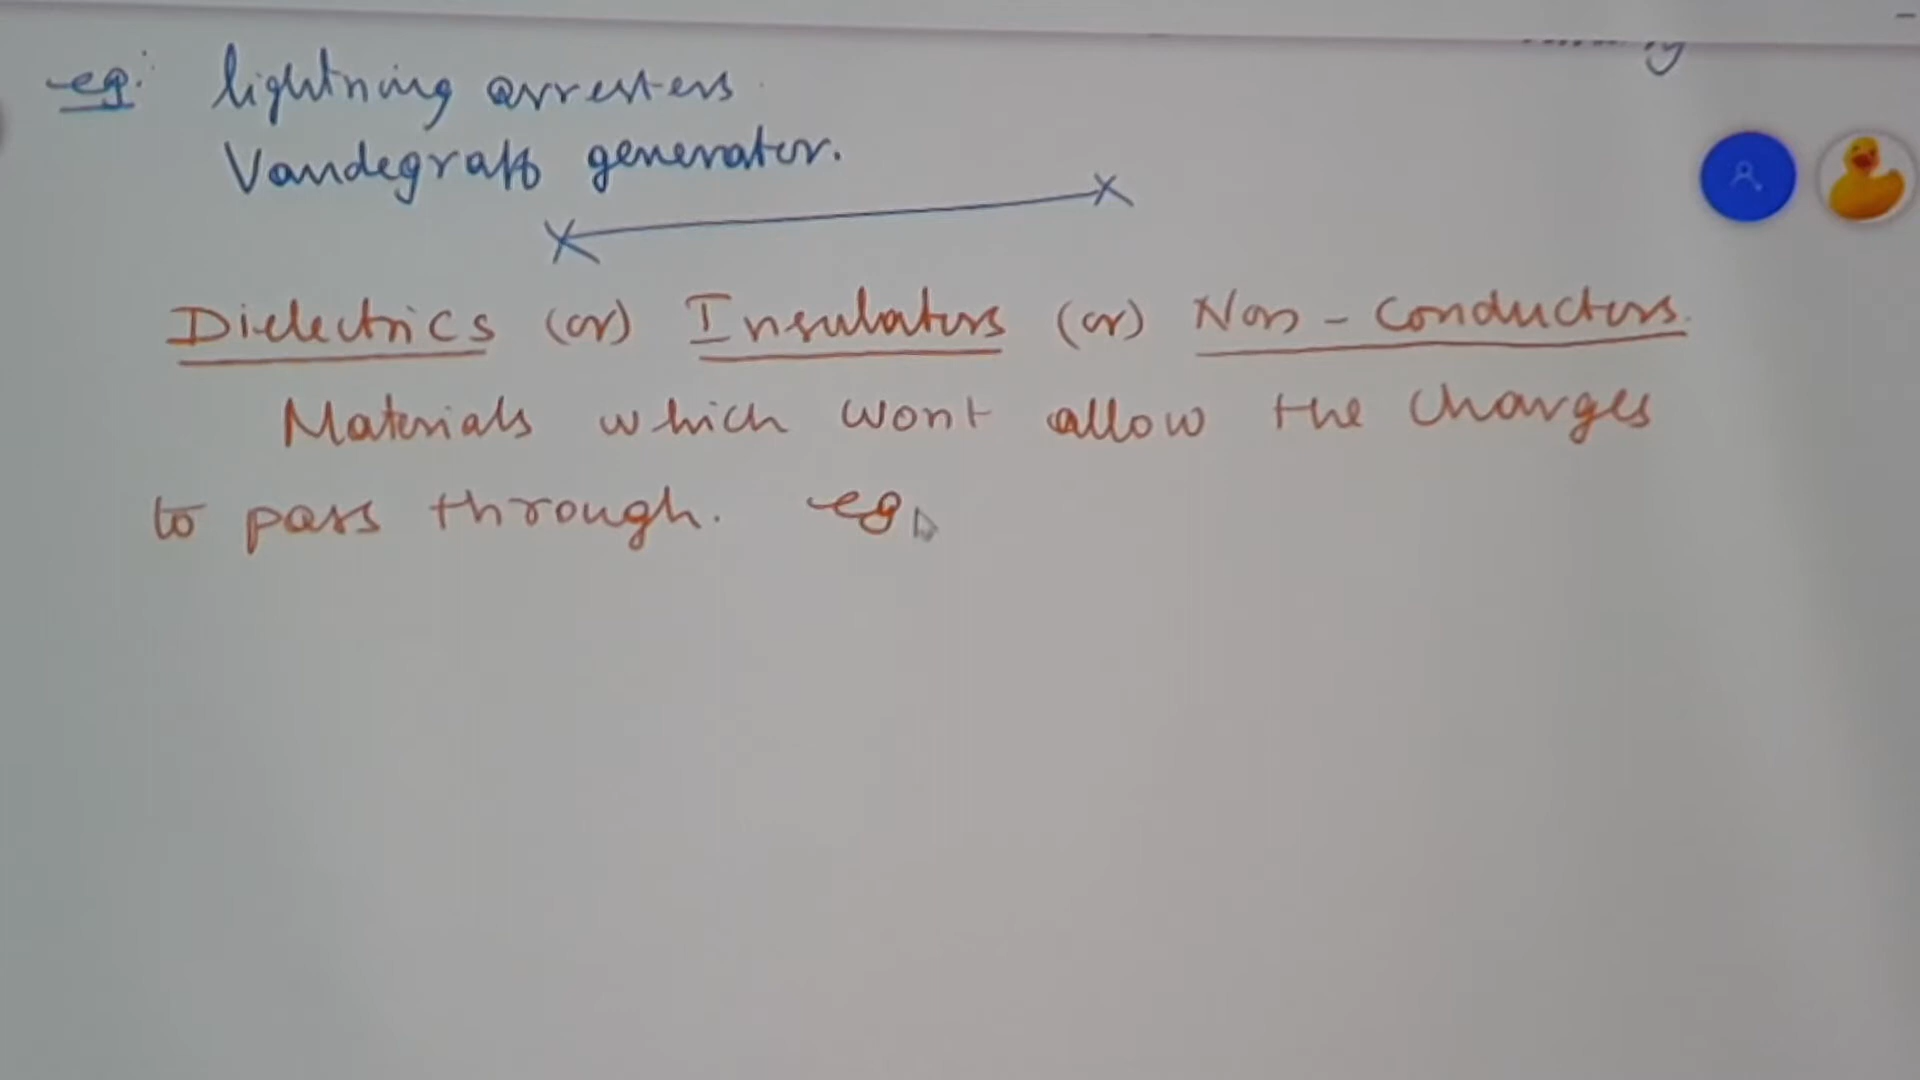 eg: lightning arresters
Vandegraff generator.
Dielectrics (or) Insulators (or) Non-Conductors.
Materials which wont allow the charges
to pass through. eg